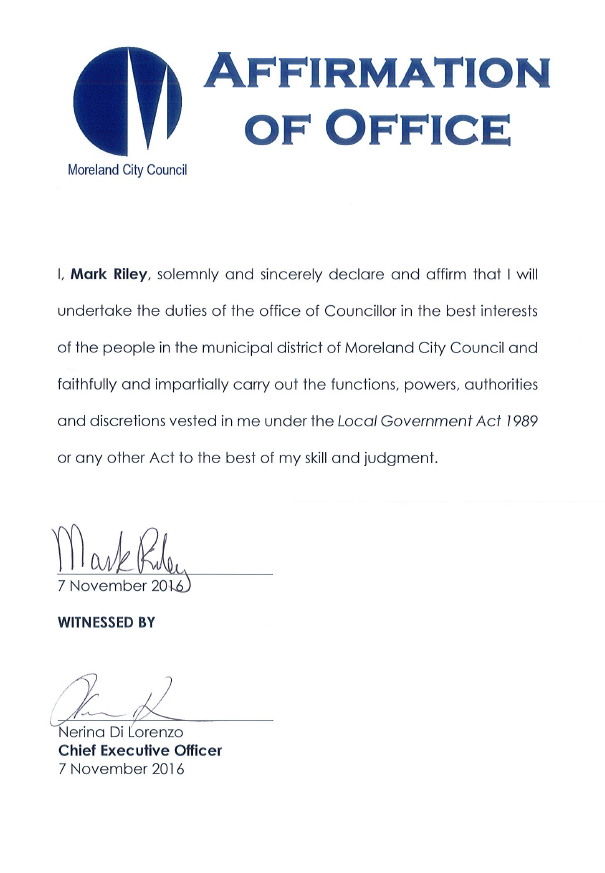 AFFIRMATION
OF OFFICE
Moreland City Council
I, Mark Riley, solemnly and sincerely declare and affirm that I will
undertake the duties of the office of Councillor in the best interests
of the people in the municipal district of Moreland City Council and
faithfully and impartially carry out the functions, powers, authorities
and discretions vested in me under the Local Government Act 1989
or any other Act to the best of my skill and judgment.
Mark Riley
7 November 2016
WITNESSED BY
Nerina Di Lorenzo
Chief Executive Officer
7 November 2016